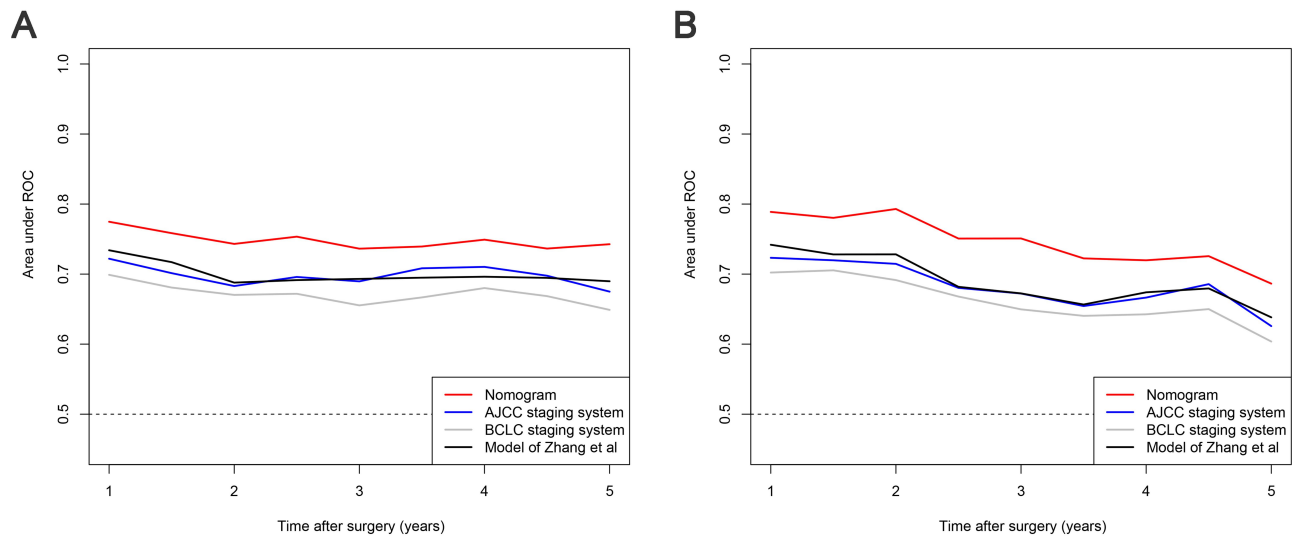 A
1.0
0.9
0.8
0.7
0.6
0.5
Area under ROC
Nomogram
AJCC staging system
BCLC staging system
Model of Zhang et al
1 2 3 4 5
Time after surgery (years)
B
1.0
0.9
0.8
0.7
0.6
0.5
Area under ROC
Nomogram
AJCC staging system
BCLC staging system
Model of Zhang et al
1 2 3 4 5
Time after surgery (years)